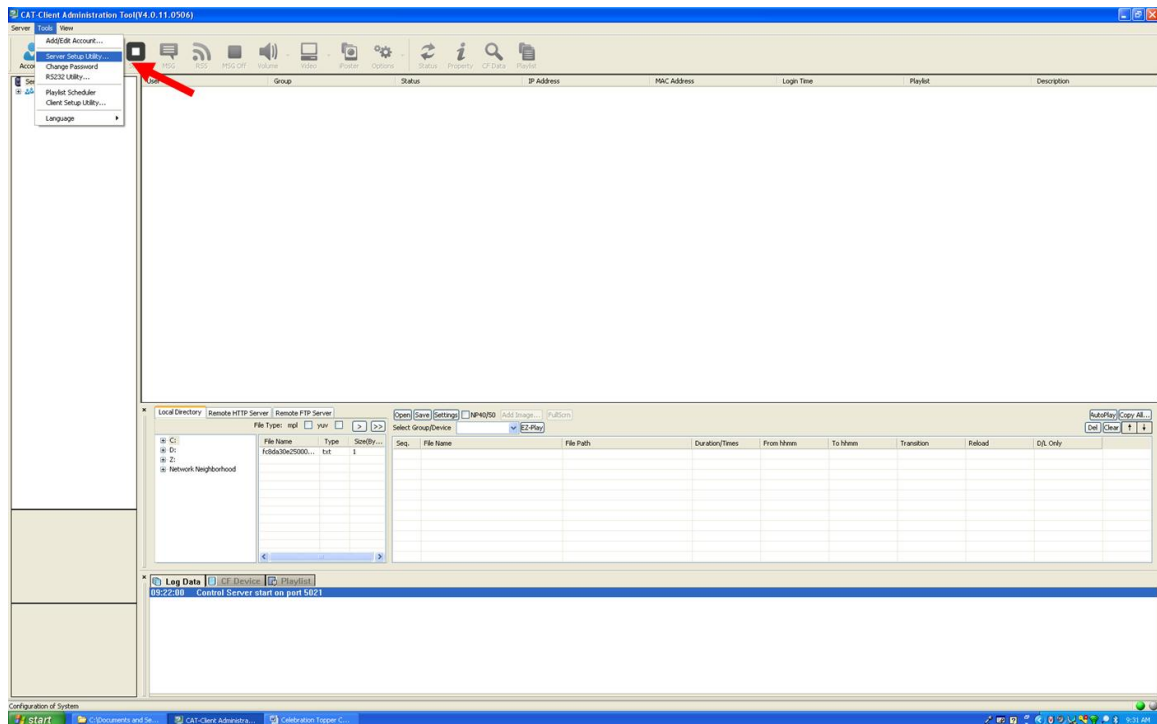 CAT-Client Administration Tool(V4.0.11.0506)
Server Tools View
Add/Edit Account...
Server Setup Utility...
Change Password
RS232 Utility...
Playlist Scheduler
Client Setup Utility...
Language
MSG RSS MSG Off Volume Video iPoster Options Status Property CF Data Playlist
User Group Status IP Address MAC Address Login Time Playlist Description
Local Directory Remote HTTP Server Remote FTP Server
File Type: mpl yuv > >>
Open Save Settings NP40/50 Add Image... FullScrn AutoPlay Copy All...
Select Group/Device EZ-Play Del Clear
C:
D:
Z:
Network Neighborhood
File Name Type Size(By...
fc8da30e25000... txt 1
Seq. File Name File Path Duration/Times From hhmm To hhmm Transition Reload D/L Only
Log Data CF Device Playlist
09:22:00 Control Server start on port 5021
Configuration of System
start C:\Documents and Se... CAT-Client Administra... Celebration Topper C... 9:31 AM